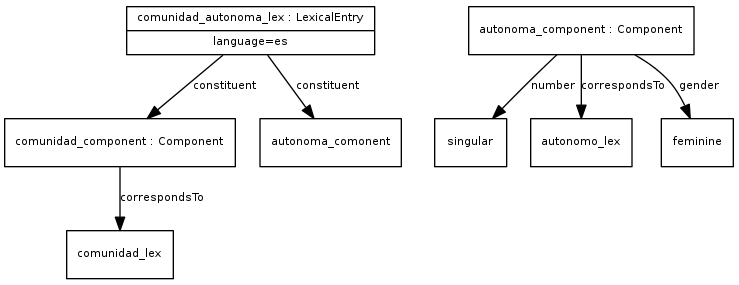 comunidad_autonoma_lex : LexicalEntry
language=es
autonoma_component : Component
constituent
constituent
number
correspondsTo
gender
comunidad_component : Component
autonoma_comonent
singular
autonomo_lex
feminine
correspondsTo
comunidad_lex